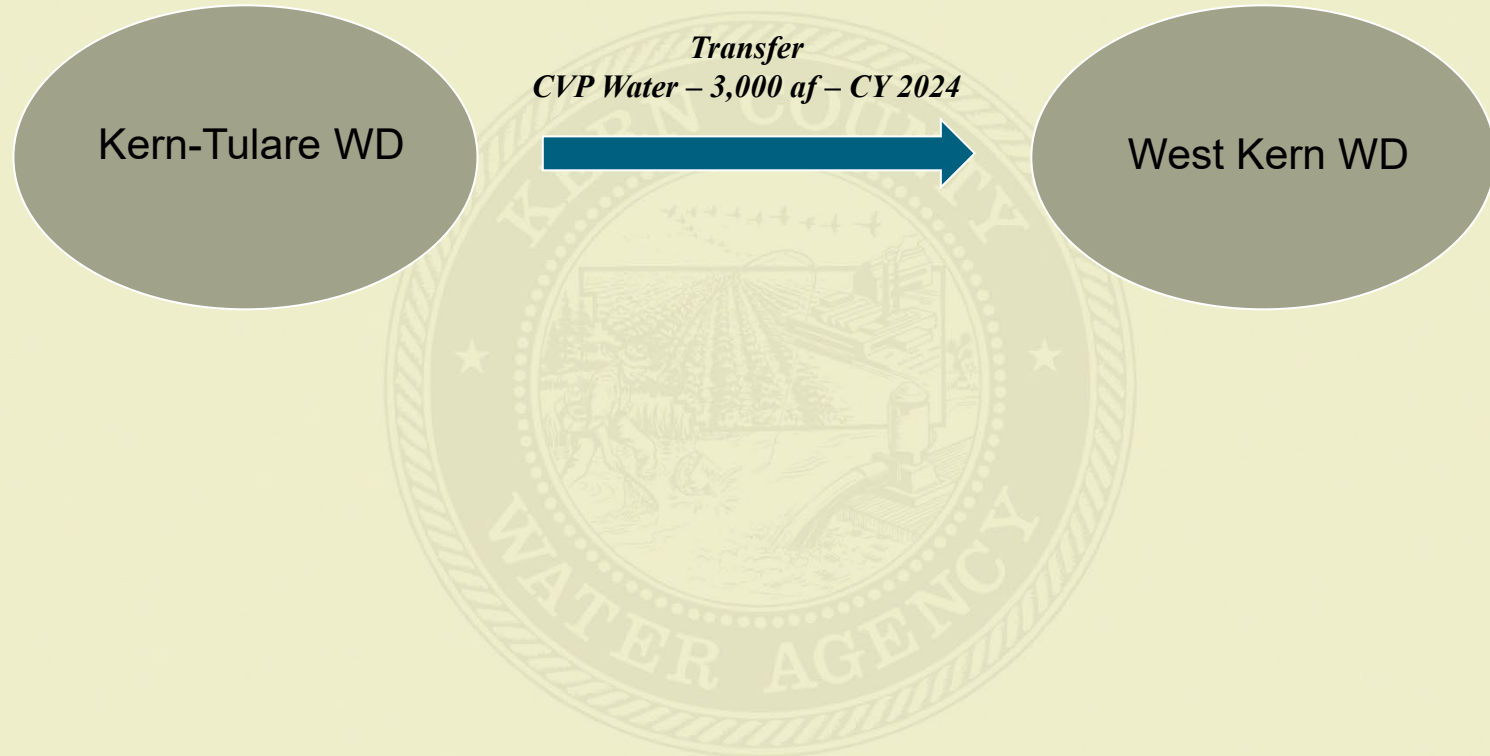 Transfer
CVP Water – 3,000 af – CY 2024
Kern-Tulare WD
West Kern WD
KERN COUNTY
WATER AGENCY